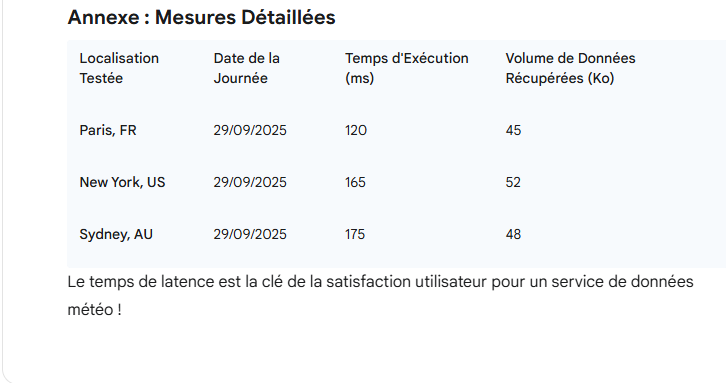 Annexe : Mesures Détaillées
Localisation Testée Date de la Journée Temps d'Exécution (ms) Volume de Données Récupérées (Ko)
Paris, FR 29/09/2025 120 45
New York, US 29/09/2025 165 52
Sydney, AU 29/09/2025 175 48
Le temps de latence est la clé de la satisfaction utilisateur pour un service de données
météo !